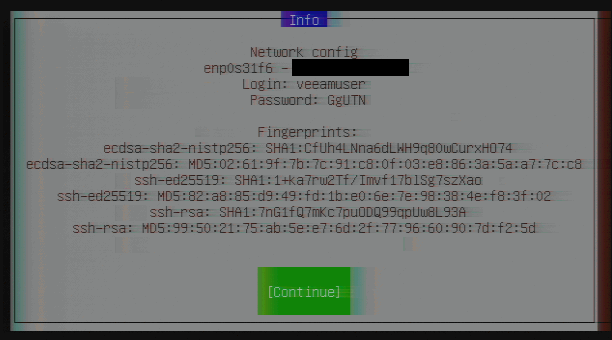 Info
Network config
enp0s31f6 -
Login: veeamuser
Password: GgUTN
Fingerprints:
ecdsa-sha2-nistp256: SHA1:CfUh4LNna6dLWH9q80wCurxHO74
ecdsa-sha2-nistp256: MD5:02:61:9f:7b:7c:91:c8:0f:03:e8:86:3a:5a:a7:7c:c8
ssh-ed25519: SHA1:1+ka7rw2Tf/Imvf17blSg7szXao
ssh-ed25519: MD5:82:a8:85:d9:49:fd:1b:e0:6e:7e:98:38:4e:f8:3f:02
ssh-rsa: SHA1:7nG1fQ7mKc7puODQ99qpUw8L93A
ssh-rsa: MD5:99:50:21:75:ab:5e:e7:6d:2f:77:96:60:90:7d:f2:5d
[Continue]